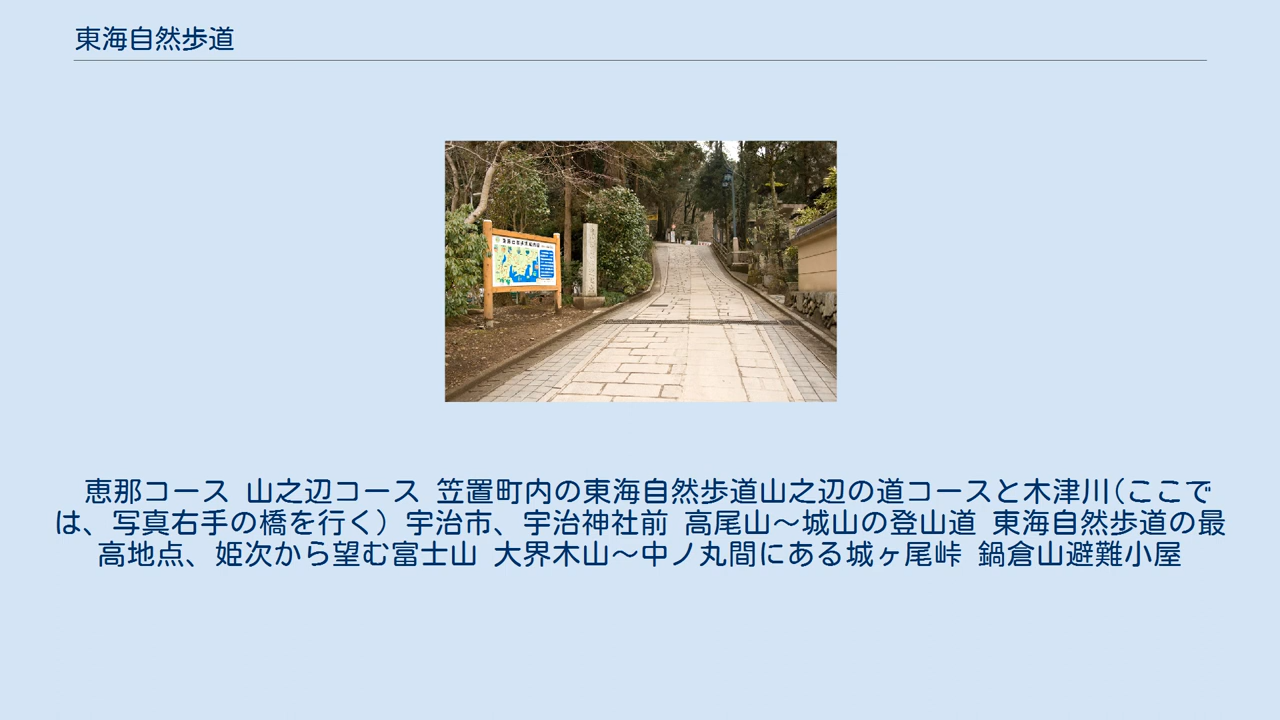 東海自然歩道
恵那コース 山之辺コース 笠置町内の東海自然歩道山之辺の道コースと木津川(ここで
は、写真右手の橋を行く) 宇治市、宇治神社前 高尾山～城山の登山道 東海自然歩道の最
高地点、姫次から望む富士山 大界木山～中ノ丸間にある城ヶ尾峠 鍋倉山避難小屋